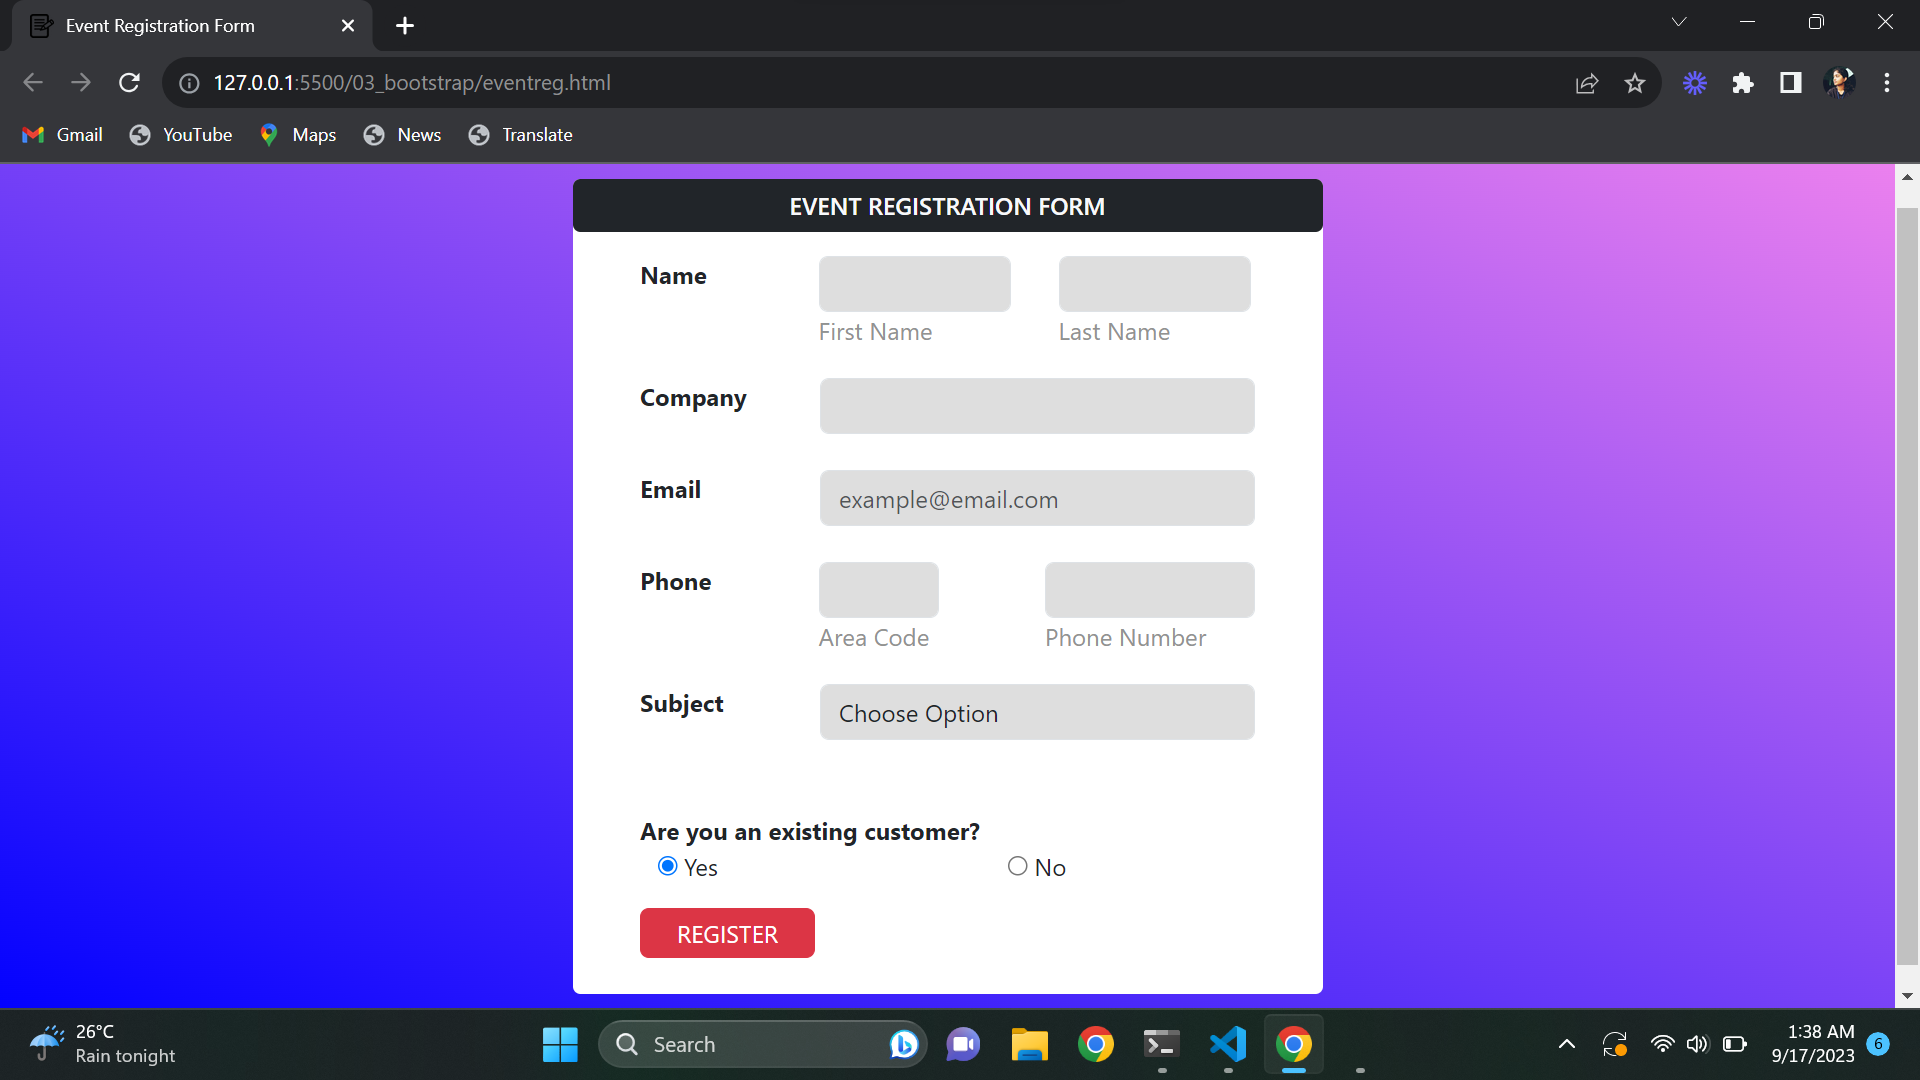 Event Registration Form
127.0.0.1:5500/03_bootstrap/eventreg.html
Gmail YouTube Maps News Translate
EVENT REGISTRATION FORM
Name
First Name Last Name
Company
Email example@email.com
Phone
Area Code Phone Number
Subject Choose Option
Are you an existing customer?
Yes No
REGISTER
26°C
Rain tonight
Search
1:38 AM
9/17/2023
6